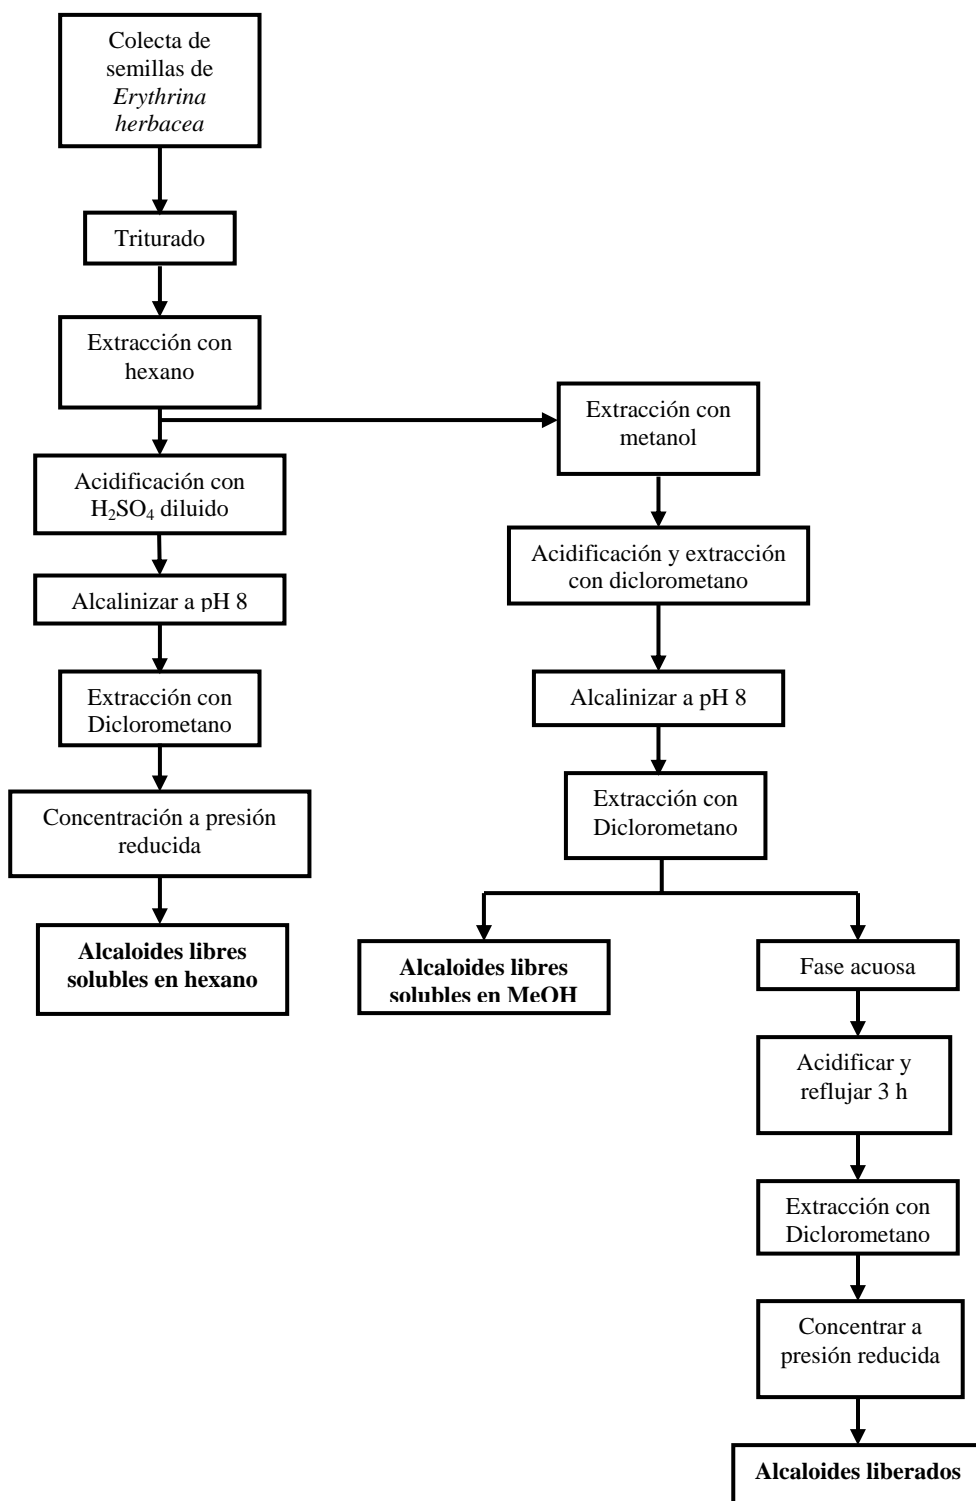 Colecta de
semillas de
Erythrina
herbacea
Triturado
Extracción con
hexano
Acidificación con
H₂SO₄ diluido
Alcalinizar a pH 8
Extracción con
Diclorometano
Concentración a presión
reducida
Alcaloides libres
solubles en hexano
Extracción con
metanol
Acidificación y extracción
con diclorometano
Alcalinizar a pH 8
Extracción con
Diclorometano
Alcaloides libres
solubles en MeOH
Fase acuosa
Acidificar y
reflujar 3 h
Extracción con
Diclorometano
Concentrar a
presión reducida
Alcaloides liberados